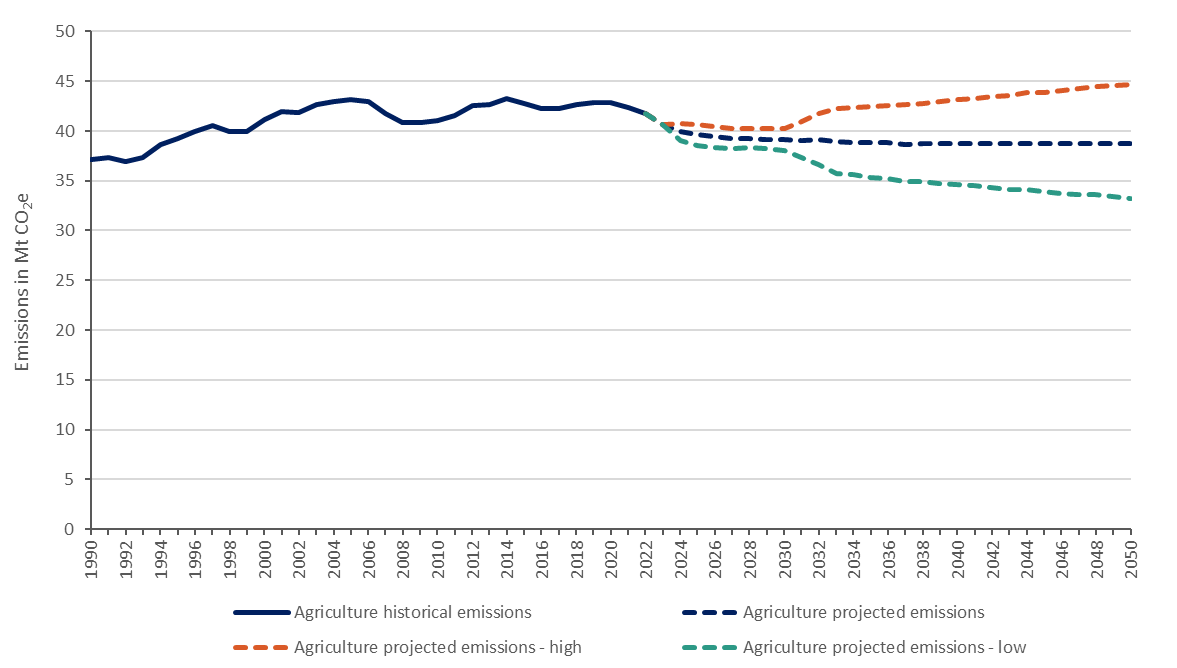 50
45
40
35
30
25
20
15
10
5
0
Emissions in Mt CO₂e
1990 1992 1994 1996 1998 2000 2002 2004 2006 2008 2010 2012 2014 2016 2018 2020 2022 2024 2026 2028 2030 2032 2034 2036 2038 2040 2042 2044 2046 2048 2050
Agriculture historical emissions Agriculture projected emissions
Agriculture projected emissions - high Agriculture projected emissions - low